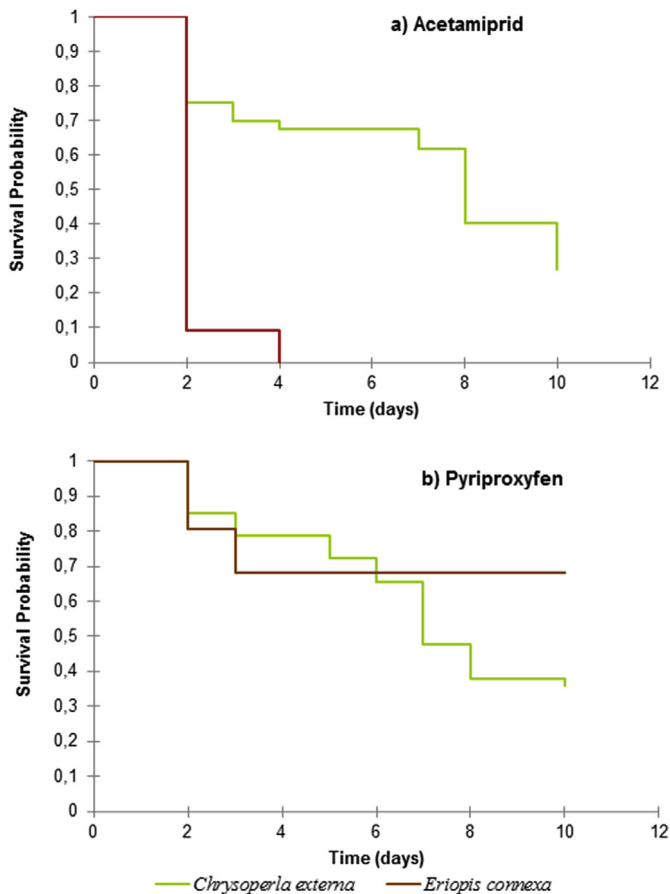 a) Acetamiprid
Survival Probability
1
0,9
0,8
0,7
0,6
0,5
0,4
0,3
0,2
0,1
0
0 2 4 6 8 10 12
Time (days)
b) Pyriproxyfen
Survival Probability
1
0,9
0,8
0,7
0,6
0,5
0,4
0,3
0,2
0,1
0
0 2 4 6 8 10 12
Time (days)
Chrysoperla externa Eriopis connexa